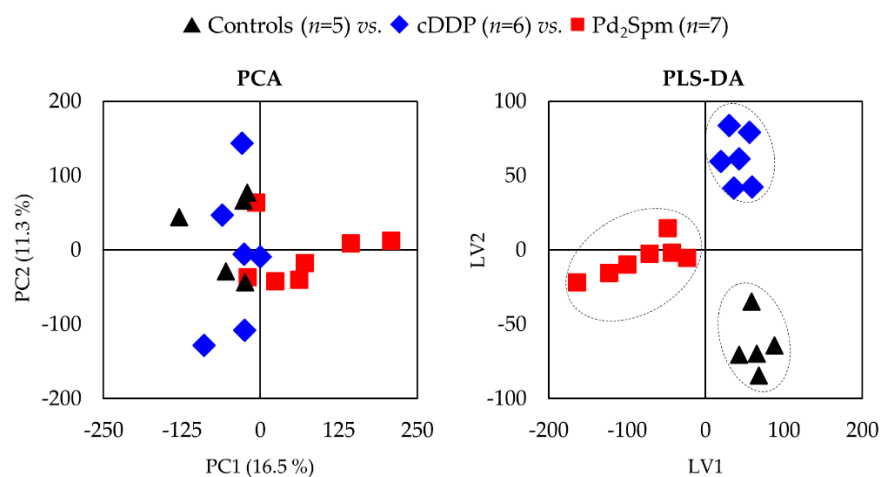 Controls (n=5) vs. cDDP (n=6) vs. Pd₂Spm (n=7)
PCA
200
100
0
-100
-200
-250 -125 0 125 250
PC2 (11.3 %)
PC1 (16.5 %)
PLS-DA
100
50
0
-50
-100
-200 -100 0 100 200
LV2
LV1